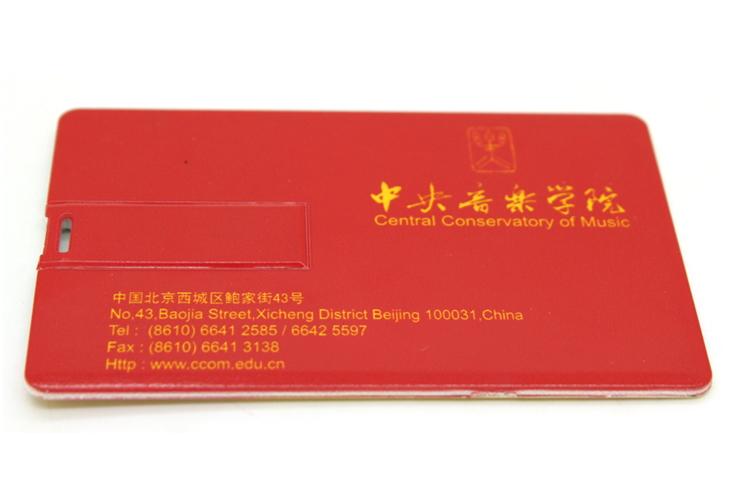 中央音乐学院
Central Conservatory of Music
中国北京西城区鲍家街43号
No,43,Baojia Street,Xicheng District Beijing 100031,China
Tel : (8610) 6641 2585 / 6642 5597
Fax : (8610) 6641 3138
Http : www.ccom.edu.cn